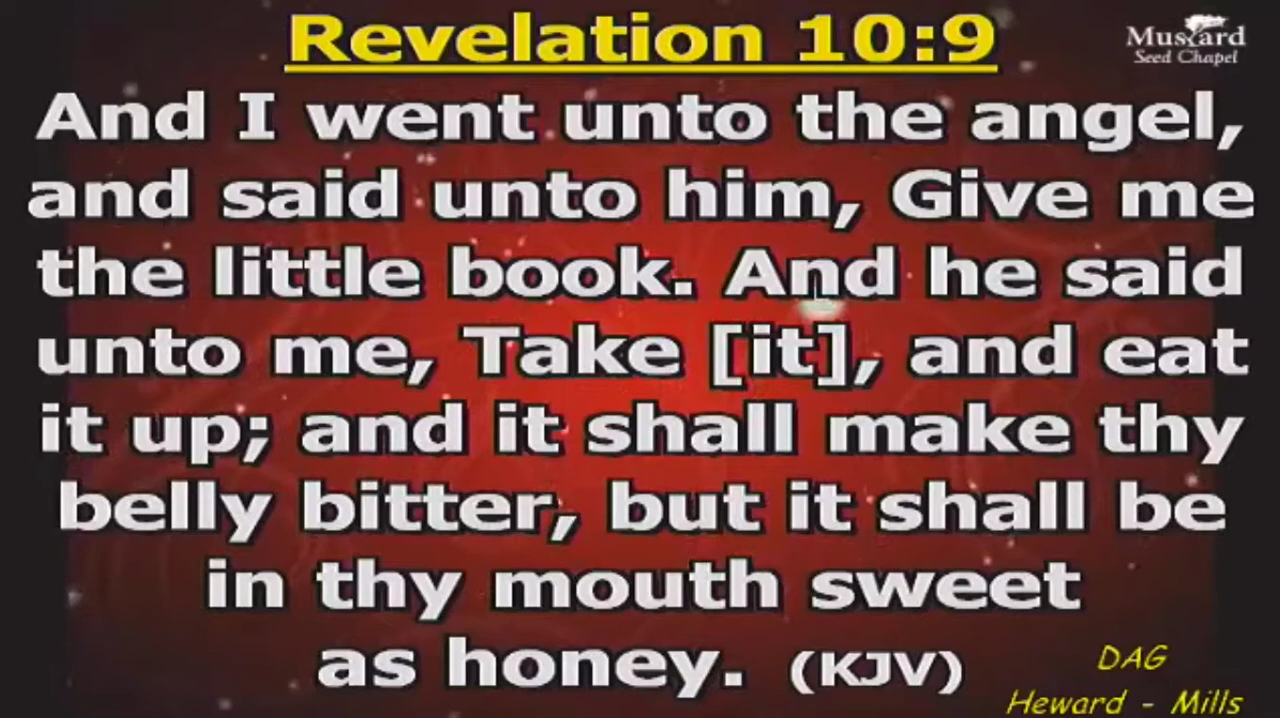 Revelation 10:9
Mustard
Seed Chapel
And I went unto the angel,
and said unto him, Give me
the little book. And he said
unto me, Take [it], and eat
it up; and it shall make thy
belly bitter, but it shall be
in thy mouth sweet
as honey. (KJV)
DAG
Heward - Mills